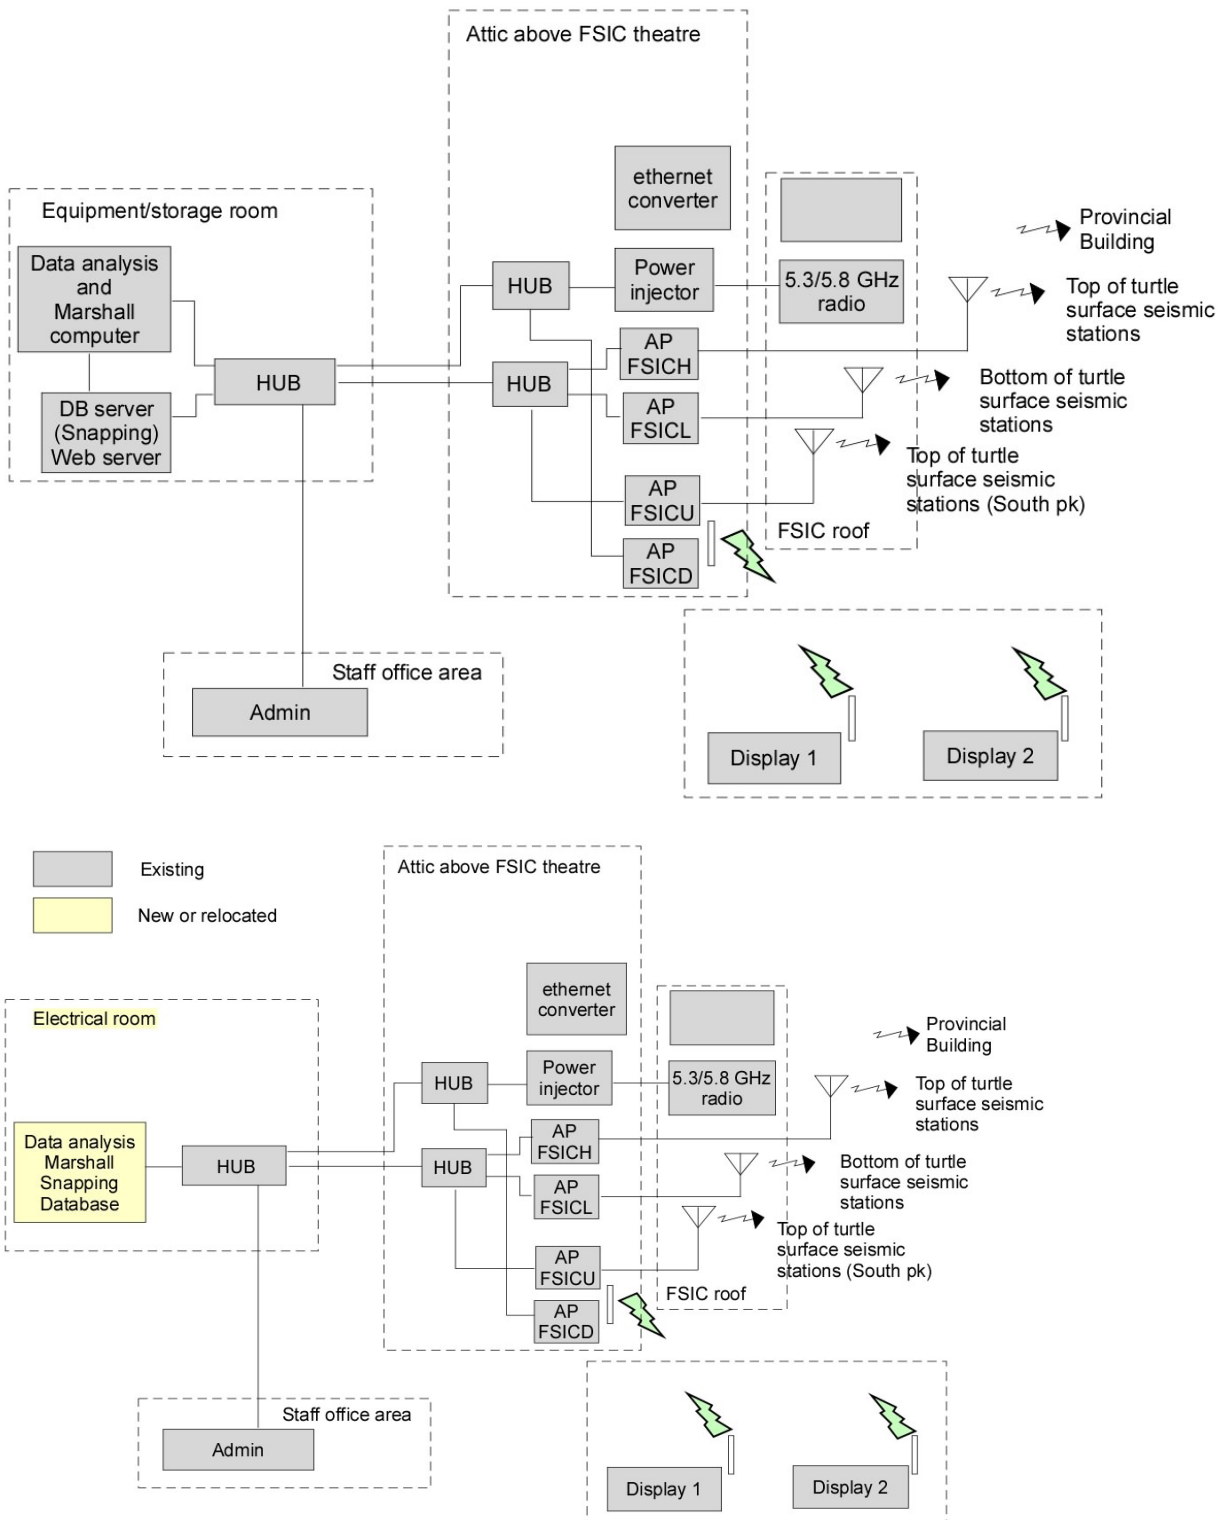 Attic above FSIC theatre
ethernet
converter
Equipment/storage room
Provincial
Building
Data analysis
and
Marshall
computer
HUB
Power
injector
5.3/5.8 GHz
radio
Top of turtle
surface seismic
stations
AP
FSICH
HUB
HUB
Bottom of turtle
surface seismic
stations
DB server
(Snapping)
Web server
AP
FSICL
Top of turtle
surface seismic
stations (South pk)
AP
FSICU
FSIC roof
AP
FSICD
Staff office area
Admin
Display 1
Display 2
Existing
New or relocated
Attic above FSIC theatre
ethernet
converter
Electrical room
Provincial
Building
HUB
Power
injector
5.3/5.8 GHz
radio
Top of turtle
surface seismic
stations
Data analysis
Marshall
Snapping
Database
HUB
HUB
AP
FSICH
Bottom of turtle
surface seismic
stations
AP
FSICL
Top of turtle
surface seismic
stations (South pk)
AP
FSICU
FSIC roof
AP
FSICD
Staff office area
Admin
Display 1
Display 2